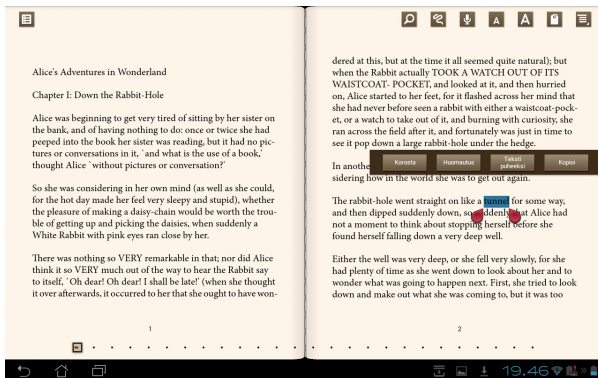 Alice's Adventures in Wonderland
Chapter I: Down the Rabbit-Hole
Alice was beginning to get very tired of sitting by her sister on
the bank, and of having nothing to do: once or twice she had
peeped into the book her sister was reading, but it had no pic-
tures or conversations in it, `and what is the use of a book,'
thought Alice `without pictures or conversation?'
So she was considering in her own mind (as well as she could,
for the hot day made her feel very sleepy and stupid), whether
the pleasure of making a daisy-chain would be worth the trou-
ble of getting up and picking the daisies, when suddenly a
White Rabbit with pink eyes ran close by her.
There was nothing so VERY remarkable in that; nor did Alice
think it so VERY much out of the way to hear the Rabbit say
to itself, `Oh dear! Oh dear! I shall be late!' (when she thought
it over afterwards, it occurred to her that she ought to have won-
1
A A
dered at this, but at the time it all seemed quite natural); but
when the Rabbit actually TOOK A WATCH OUT OF ITS
WAISTCOAT- POCKET, and looked at it, and then hurried
on, Alice started to her feet, for it flashed across her mind that
she had never before seen a rabbit with either a waistcoat-pock-
et, or a watch to take out of it, and burning with curiosity, she
ran across the field after it, and fortunately was just in time to
see it pop down a large rabbit-hole under the hedge.
Korosta Huomautus Teksti puheeksi Kopioi
In anothe
sidering how in the world she was to get out again.
The rabbit-hole went straight on like a tunnel for some way,
and then dipped suddenly down, so suddenly that Alice had
not a moment to think about stopping herself before she
found herself falling down a very deep well.
Either the well was very deep, or she fell very slowly, for she
had plenty of time as she went down to look about her and to
wonder what was going to happen next. First, she tried to look
down and make out what she was coming to, but it was too
2
19.46